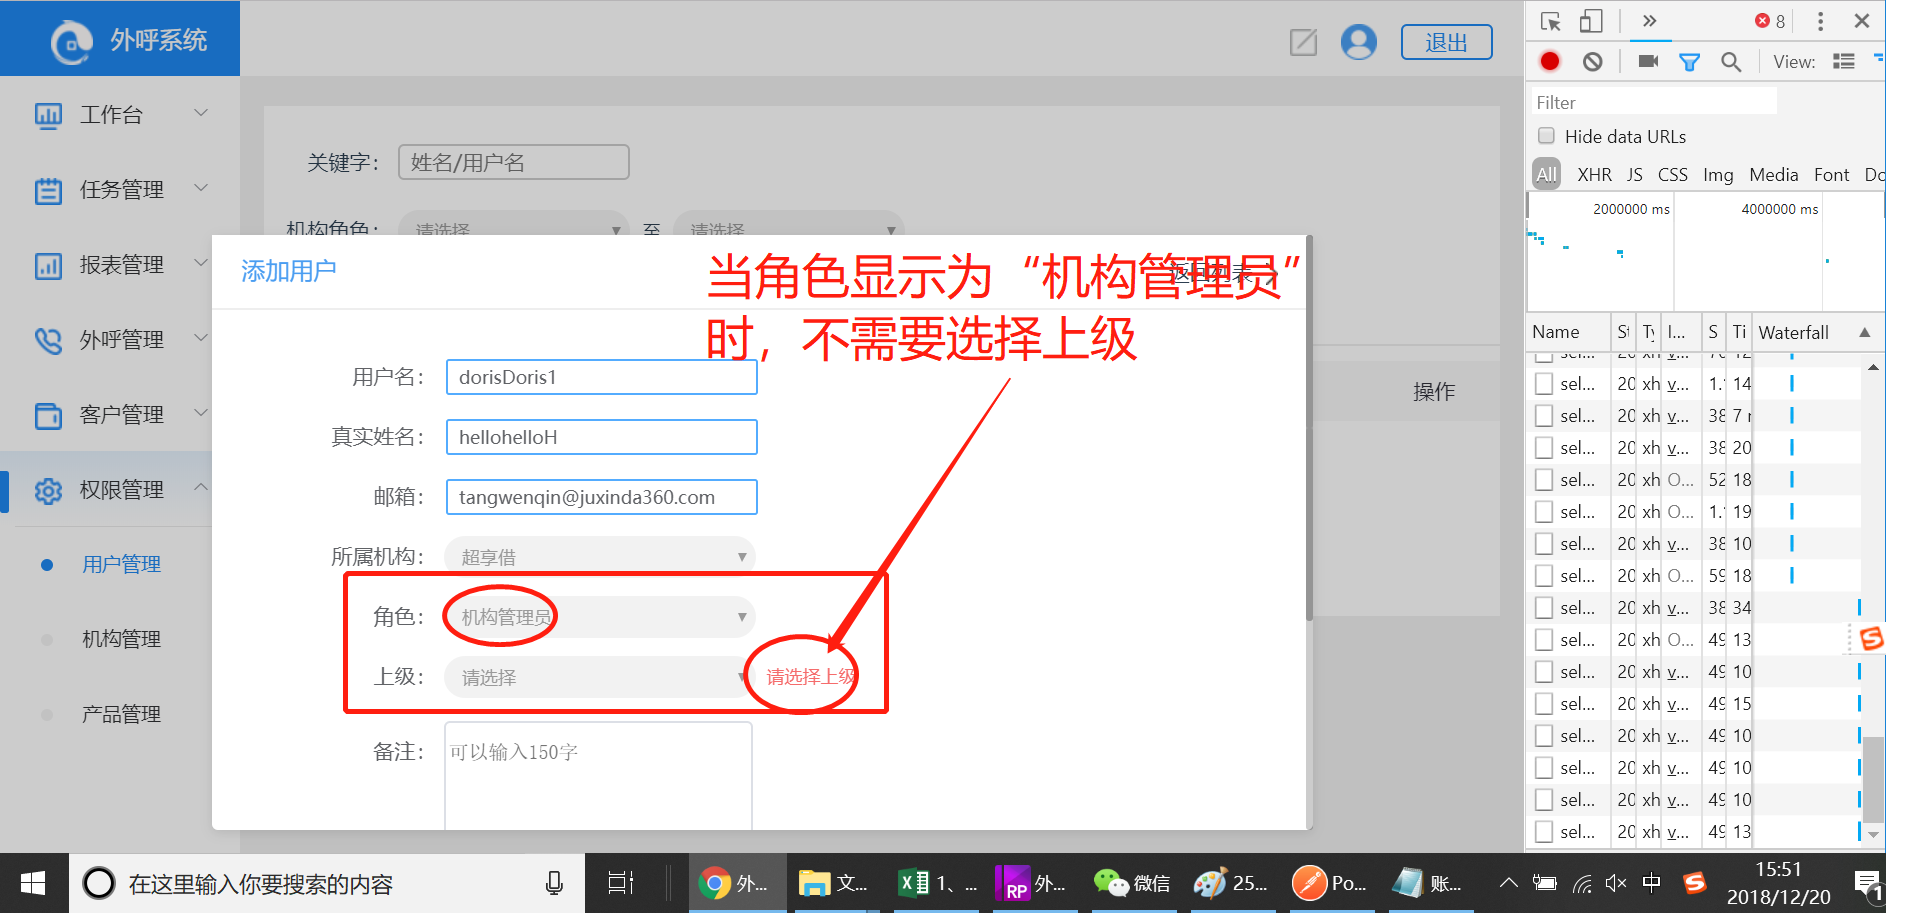 外呼系统
退出
工作台
任务管理
报表管理
外呼管理
客户管理
权限管理
用户管理
机构管理
产品管理
关键字：
姓名/用户名
机构角色：
请选择
至
请选择
添加用户
返回列表
当角色显示为“机构管理员”
时，不需要选择上级
用户名：
dorisDoris1
真实姓名：
hellohelloH
邮箱：
tangwenqin@juxinda360.com
所属机构：
超享借
角色：
机构管理员
上级：
请选择
请选择上级
备注：
可以输入150字
操作
8
View:
Filter
Hide data URLs
All XHR JS CSS Img Media Font Do
2000000 ms 4000000 ms
Name St Ty I... S Ti Waterfall
sel... 20 xh v... 1.1 14
sel... 20 xh v... 38 7 r
sel... 20 xh v... 38 20
sel... 20 xh O... 52 18
sel... 20 xh O... 1.1 19
sel... 20 xh v... 38 10
sel... 20 xh O... 59 18
sel... 20 xh v... 38 34
sel... 20 xh O... 49 13
sel... 20 xh v... 49 10
sel... 20 xh v... 49 15
sel... 20 xh v... 49 10
sel... 20 xh v... 49 10
sel... 20 xh v... 49 10
sel... 20 xh v... 49 13
在这里输入你要搜索的内容
外...
文...
1、...
RP
外...
微信
25...
Po...
账...
中
15:51
2018/12/20
1